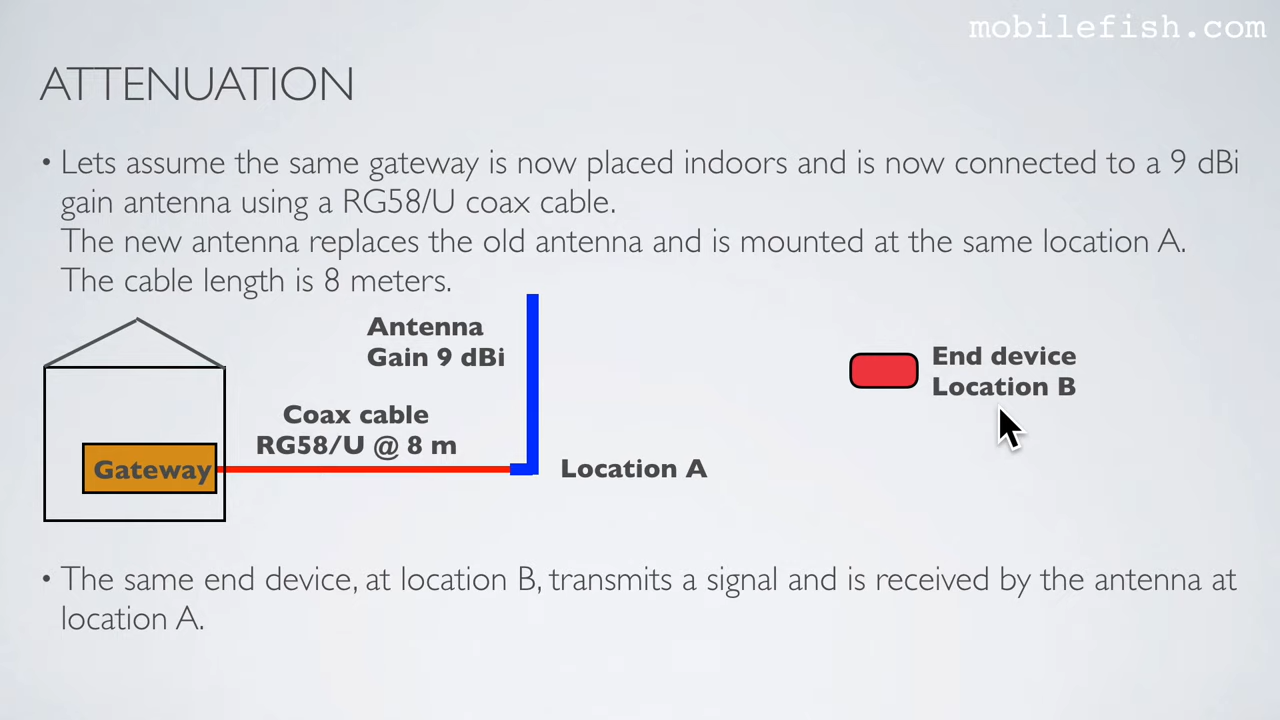 mobilefish.com
ATTENUATION
• Lets assume the same gateway is now placed indoors and is now connected to a 9 dBi
gain antenna using a RG58/U coax cable.
The new antenna replaces the old antenna and is mounted at the same location A.
The cable length is 8 meters.
Antenna
Gain 9 dBi
End device
Location B
Coax cable
RG58/U @ 8 m
Gateway
Location A
• The same end device, at location B, transmits a signal and is received by the antenna at
location A.